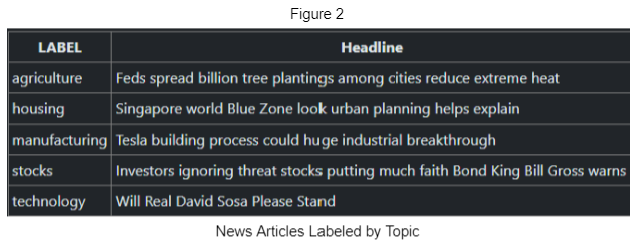 Figure 2
LABEL Headline
agriculture Feds spread billion tree plantings among cities reduce extreme heat
housing Singapore world Blue Zone look urban planning helps explain
manufacturing Tesla building process could huge industrial breakthrough
stocks Investors ignoring threat stocks putting much faith Bond King Bill Gross warns
technology Will Real David Sosa Please Stand
News Articles Labeled by Topic